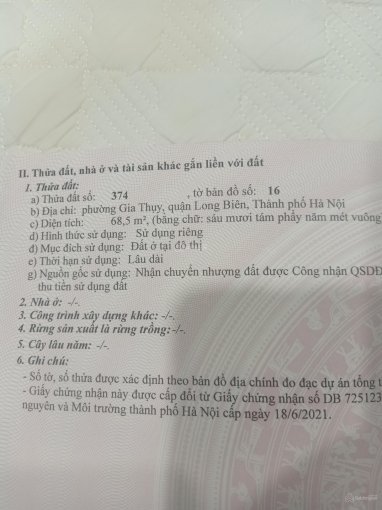 II. Thửa đất, nhà ở và tài sản khác gắn liền với đất
1. Thửa đất:
a) Thửa đất số: 374 , tờ bản đồ số: 16
b) Địa chỉ: phường Gia Thụy, quận Long Biên, Thành phố Hà Nội
c) Diện tích: 68,5 m², (bằng chữ: sáu mươi tám phẩy năm mét vuông
d) Hình thức sử dụng: Sử dụng riêng
đ) Mục đích sử dụng: Đất ở tại đô thị
e) Thời hạn sử dụng: Lâu dài
g) Nguồn gốc sử dụng: Nhận chuyển nhượng đất được Công nhận QSDĐ
thu tiền sử dụng đất
2. Nhà ở: -/-.
3. Công trình xây dựng khác: -/-.
4. Rừng sản xuất là rừng trồng: -/-.
5. Cây lâu năm: -/-.
6. Ghi chú:
- Số tờ, số thửa được xác định theo bản đồ địa chính do đạc dự án tổng t
- Giấy chứng nhận này được cấp đổi từ Giấy chứng nhận số DB 725123
nguyên và Môi trường thành phố Hà Nội cấp ngày 18/6/2021.